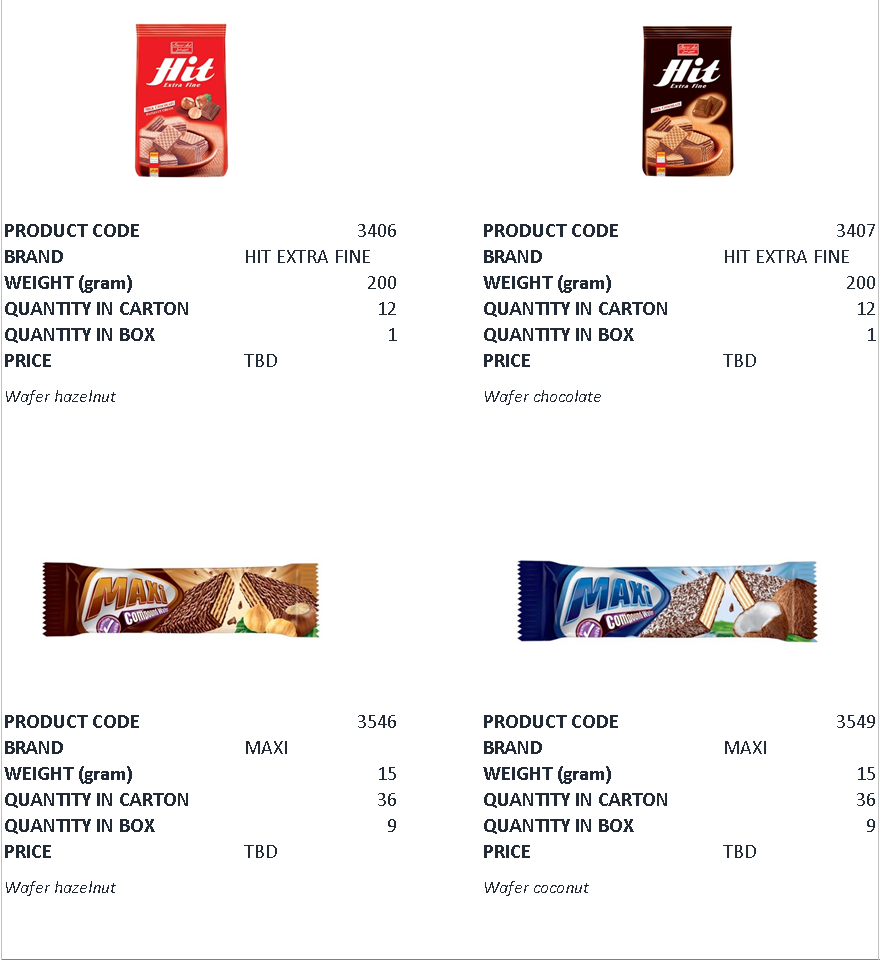 Hit
Extra Fine
Hit
Extra Fine
PRODUCT CODE 3406
BRAND HIT EXTRA FINE
WEIGHT (gram) 200
QUANTITY IN CARTON 12
QUANTITY IN BOX 1
PRICE TBD
Wafer hazelnut
PRODUCT CODE 3407
BRAND HIT EXTRA FINE
WEIGHT (gram) 200
QUANTITY IN CARTON 12
QUANTITY IN BOX 1
PRICE TBD
Wafer chocolate
MAXi
Compound Wafer
MAXi
Compound Wafer
PRODUCT CODE 3546
BRAND MAXI
WEIGHT (gram) 15
QUANTITY IN CARTON 36
QUANTITY IN BOX 9
PRICE TBD
Wafer hazelnut
PRODUCT CODE 3549
BRAND MAXI
WEIGHT (gram) 15
QUANTITY IN CARTON 36
QUANTITY IN BOX 9
PRICE TBD
Wafer coconut